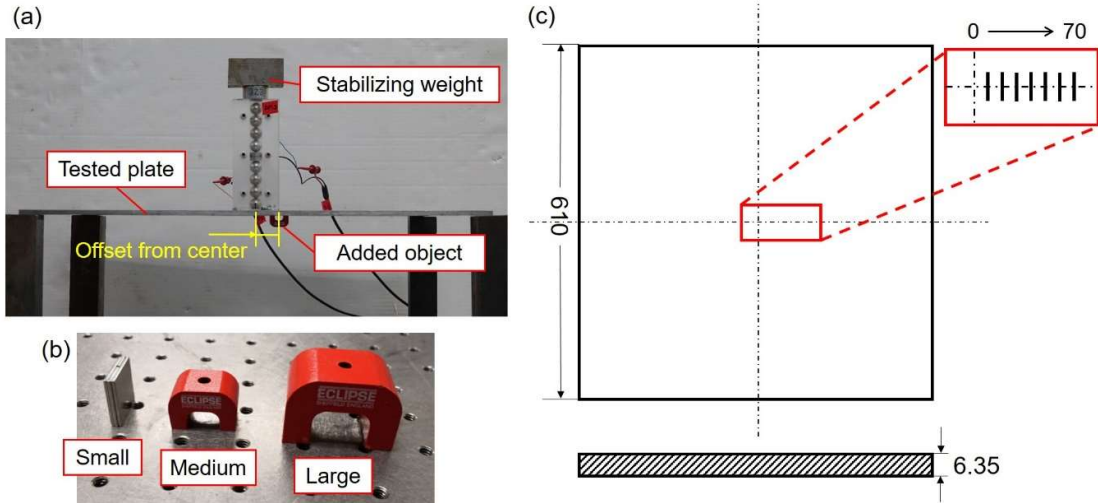 (a)
Stabilizing weight
Tested plate
Offset from center
Added object
(b)
ECLIPSE
ECLIPSE
Small
Medium
Large
(c)
0 70
610
6.35